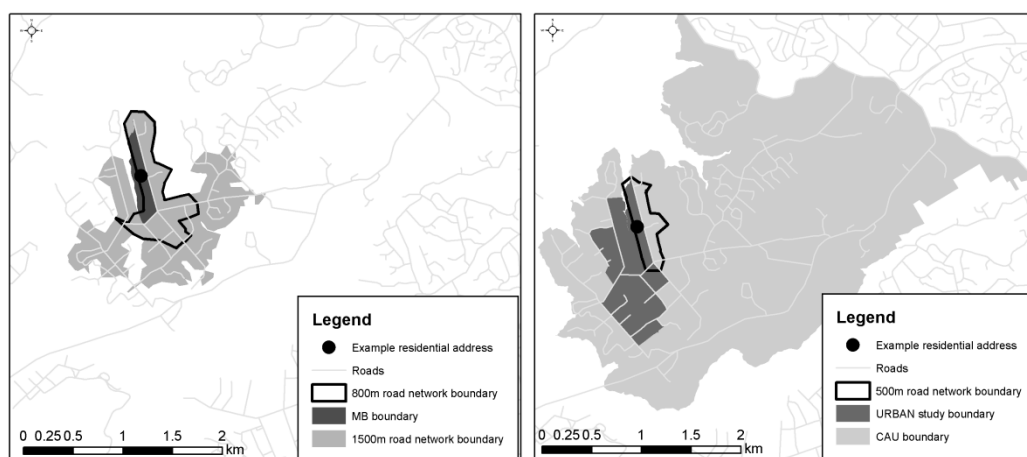 Legend
Example residential address
Roads
800m road network boundary
MB boundary
1500m road network boundary
0 0.25 0.5 1 1.5 2
km
Legend
Example residential address
Roads
500m road network boundary
URBAN study boundary
CAU boundary
0 0.25 0.5 1 1.5 2
km